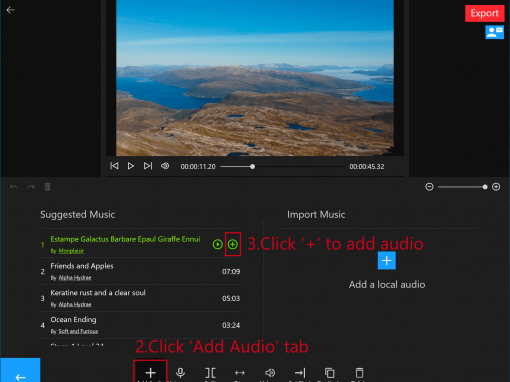 Export
00:00:11.20
00:00:45.32
Suggested Music
Import Music
1 Estampe Galactus Barbare Epaul Giraffe Ennui
By Monplaisir
3.Click '+' to add audio
2 Friends and Apples
By Alpha Hydrae
07:09
Add a local audio
3 Keratine rust and a clear soul
By Alpha Hydrae
05:03
4 Ocean Ending
By Soft and Furious
03:24
2.Click 'Add Audio' tab